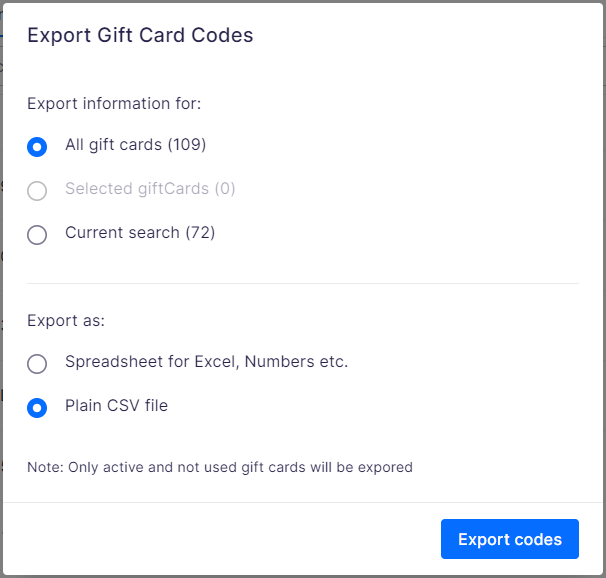 Export Gift Card Codes
Export information for:
All gift cards (109)
Selected giftCards (0)
Current search (72)
Export as:
Spreadsheet for Excel, Numbers etc.
Plain CSV file
Note: Only active and not used gift cards will be expored
Export codes